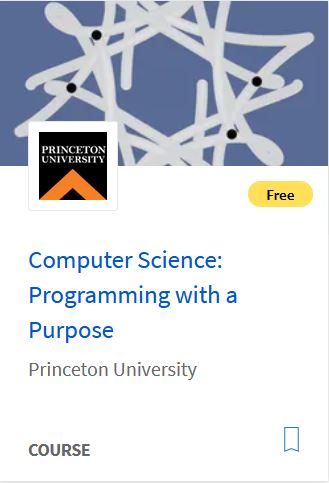 PRINCETON
UNIVERSITY
Free
Computer Science:
Programming with a
Purpose
Princeton University
COURSE